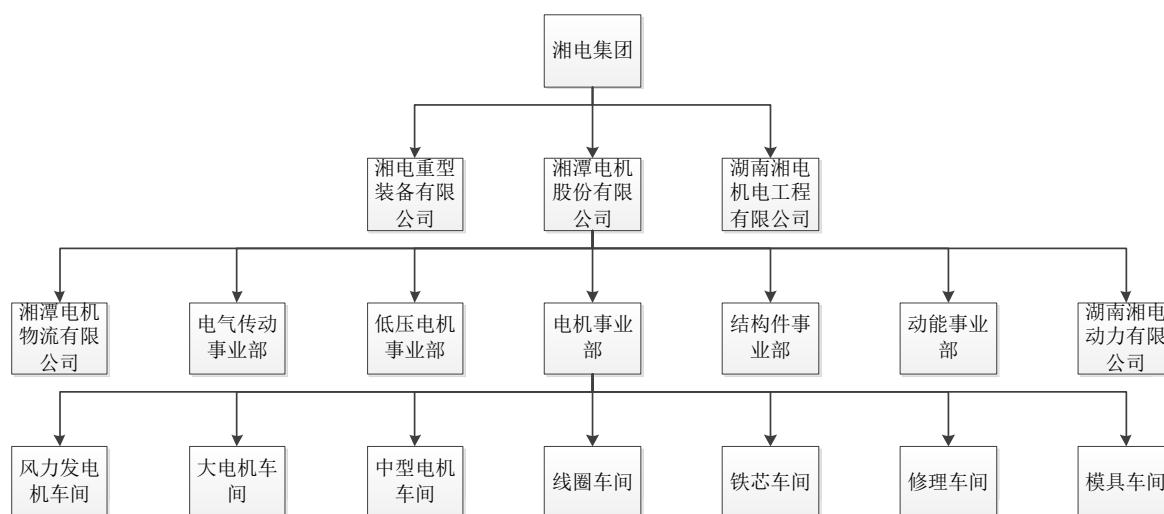 湘电集团
湘电重型
装备有限
公司
湘潭电机
股份有限
公司
湖南湘电
机电工程
有限公司
湘潭电机
物流有限
公司
电气传动
事业部
低压电机
事业部
电机事业
部
结构件事
业部
动能事业
部
湖南湘电
动力有限
公司
风力发电
机车间
大电机车
间
中型电机
车间
线圈车间
铁芯车间
修理车间
模具车间